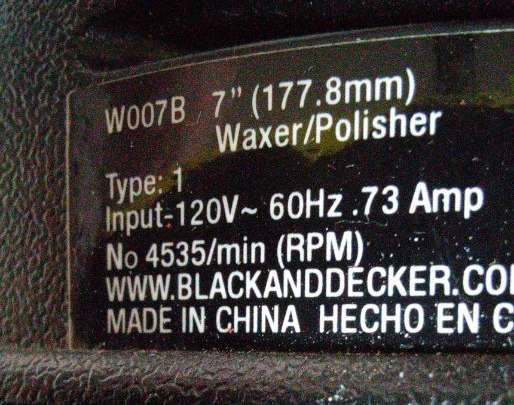 W007B 7" (177.8mm)
Waxer/Polisher
Type: 1
Input-120V~ 60Hz .73 Amp
No 4535/min (RPM)
WWW.BLACKANDDECKER.CO
MADE IN CHINA HECHO EN C